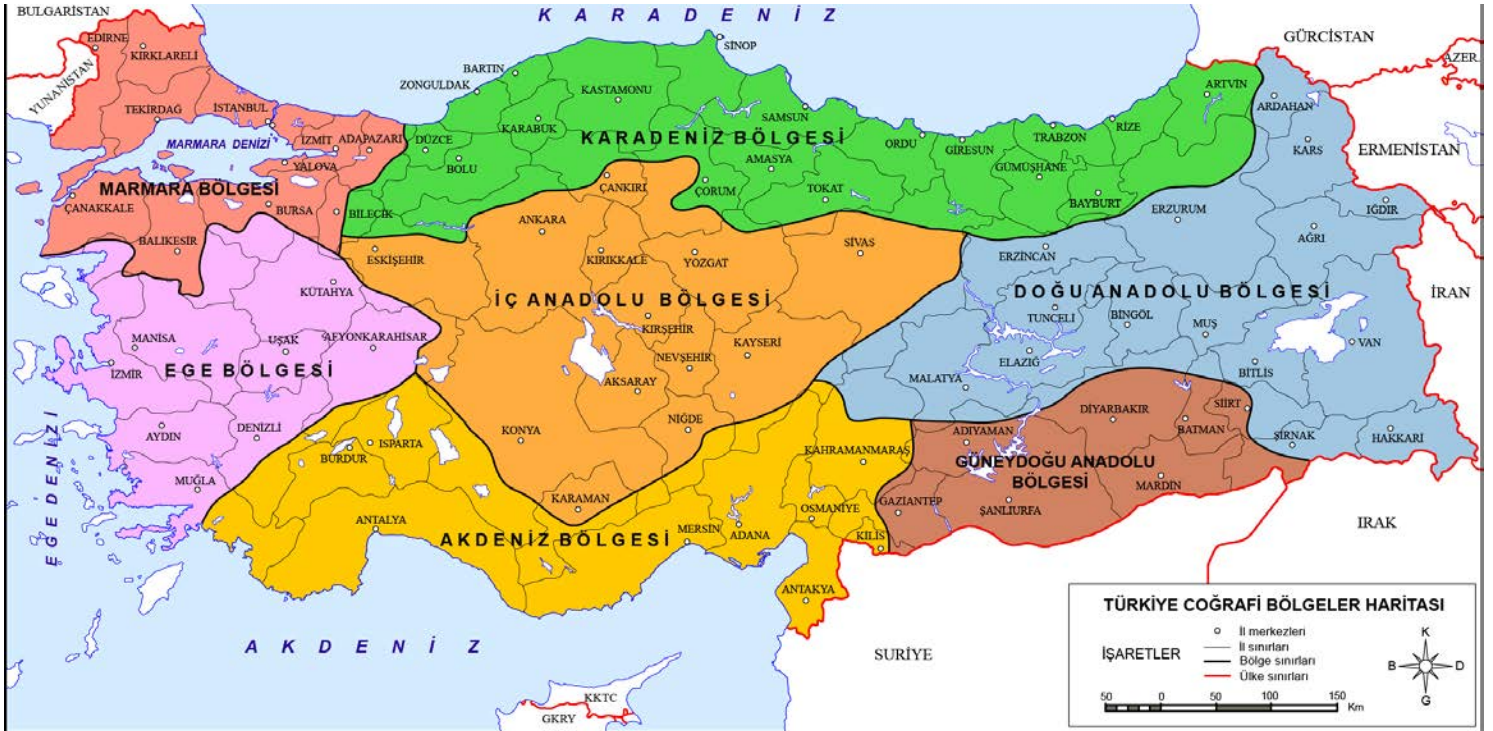 BULGARİSTAN
K A R A D E N İ Z
GÜRCİSTAN
AZER.
YUNANİSTAN
EDİRNE
KIRKLARELİ
TEKİRDAĞ
İSTANBUL
İZMİT
ADAPAZARI
MARMARA DENİZİ
YALOVA
MARMARA BÖLGESİ
ÇANAKKALE
BURSA
BİLECİK
BALIKESİR
SİNOP
BARTIN
ZONGULDAK
KASTAMONU
KARABÜK
DÜZCE
BOLU
SAMSUN
KARADENİZ BÖLGESİ
ORDU
GİRESUN
TRABZON
RİZE
ARTVİN
AMASYA
ÇORUM
TOKAT
GÜMÜŞHANE
BAYBURT
ARDAHAN
KARS
ERMENİSTAN
IĞDIR
ERZURUM
AĞRI
ERZİNCAN
DOĞU ANADOLU BÖLGESİ
İRAN
TUNCELİ
BİNGÖL
MUŞ
VAN
ELAZIĞ
BİTLİS
MALATYA
ŞIRNAK
HAKKARİ
ÇANKIRI
ANKARA
ESKİŞEHİR
KIRIKKALE
YOZGAT
SİVAS
İÇ ANADOLU BÖLGESİ
KIRŞEHİR
NEVŞEHİR
KAYSERİ
AKSARAY
NİĞDE
KONYA
KARAMAN
KÜTAHYA
MANİSA
UŞAK
AFYONKARAHİSAR
İZMİR
EGE BÖLGESİ
AYDIN
DENİZLİ
MUĞLA
EGE DENİZİ
ISPARTA
BURDUR
ANTALYA
AKDENİZ BÖLGESİ
MERSİN
ADANA
OSMANİYE
KAHRAMANMARAŞ
KİLİS
ANTAKYA
DİYARBAKIR
SİİRT
BATMAN
ADIYAMAN
GÜNEYDOĞU ANADOLU
BÖLGESİ
MARDİN
GAZİANTEP
ŞANLIURFA
IRAK
SURİYE
A K D E N İ Z
KKTC
GKRY
TÜRKİYE COĞRAFİ BÖLGELER HARİTASI
İŞARETLER
İl merkezleri
İl sınırları
Bölge sınırları
Ülke sınırları
K
B
D
G
50 0 50 100 150
Km